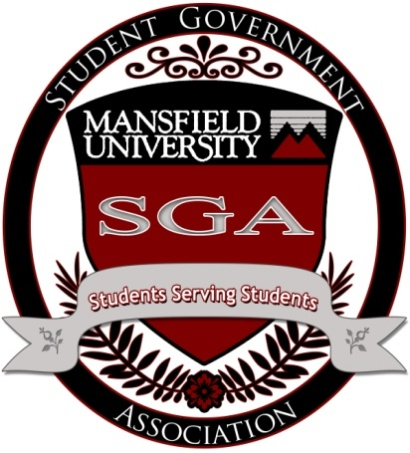 STUDENT GOVERNMENT
MANSFIELD
UNIVERSITY
SGA
Students Serving Students
ASSOCIATION